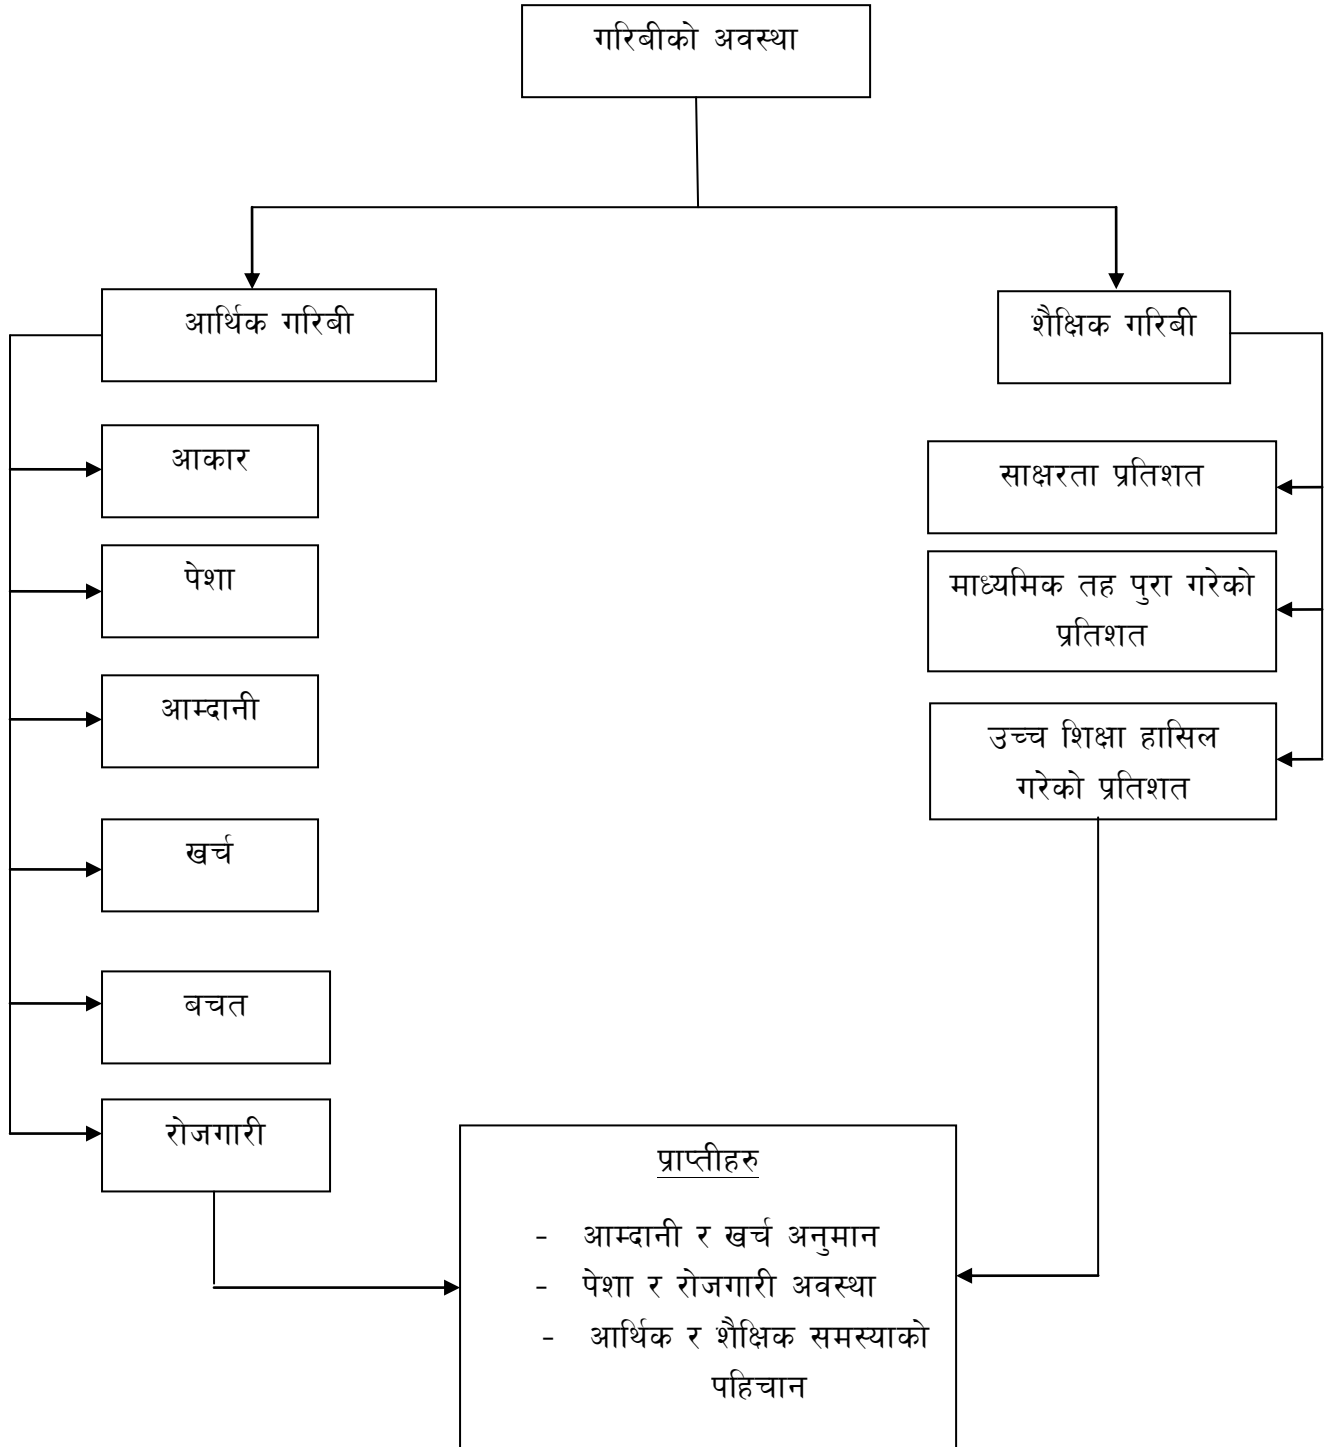 गरिबीको अवस्था
आर्थिक गरिबी
आकार
पेशा
आम्दानी
खर्च
बचत
रोजगारी
शैक्षिक गरिबी
साक्षरता प्रतिशत
माध्यमिक तह पुरा गरेको
प्रतिशत
उच्च शिक्षा हासिल
गरेको प्रतिशत
प्राप्तीहरु
- आम्दानी र खर्च अनुमान
- पेशा र रोजगारी अवस्था
- आर्थिक र शैक्षिक समस्याको
पहिचान